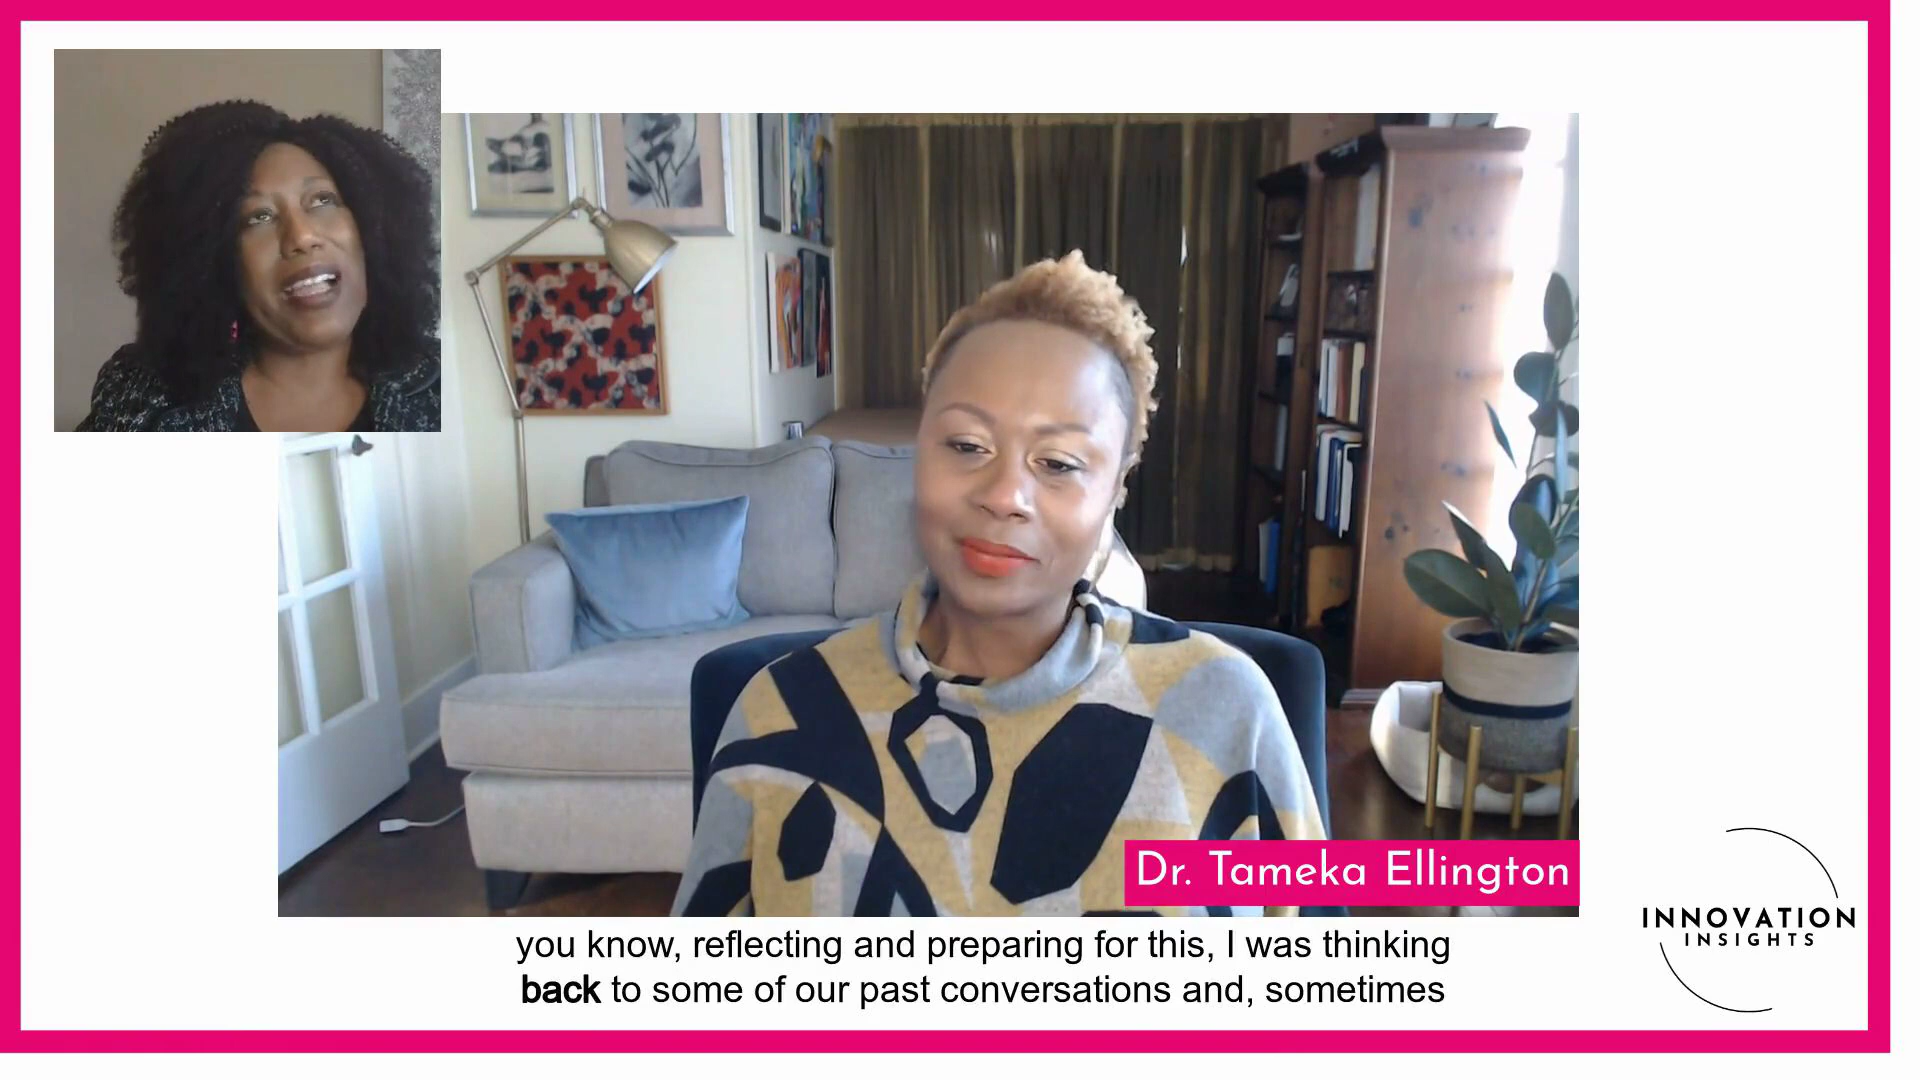 Dr. Tameka Ellington
you know, reflecting and preparing for this, I was thinking
back to some of our past conversations and, sometimes
INNOVATION
INSIGHTS